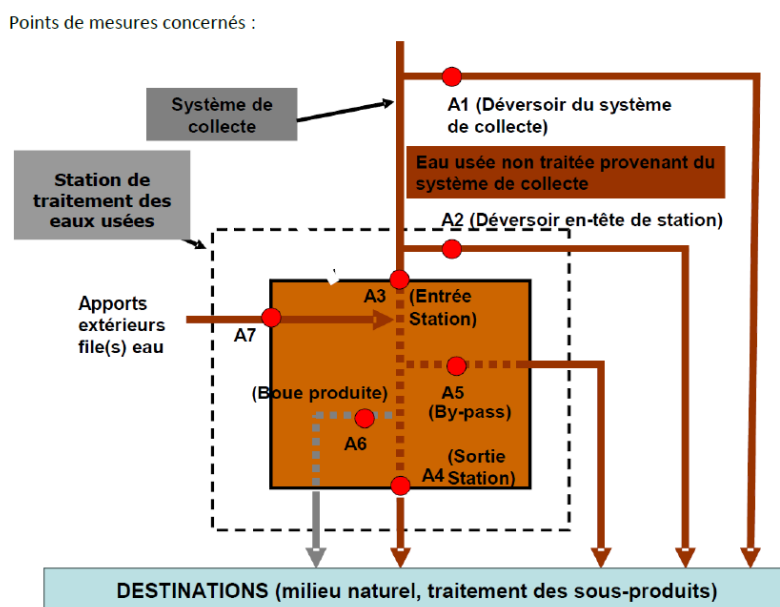 Points de mesures concernés :
Système de
collecte
A1 (Déversoir du système
de collecte)
Station de
traitement des
eaux usées
Eau usée non traitée provenant du
système de collecte
A2 (Déversoir en-tête de station)
A3
(Entrée
Station)
Apports
extérieurs
file(s) eau
A7
A5
(By-pass)
(Boue produite)
A6
(Sortie
Station)
A4
DESTINATIONS (milieu naturel, traitement des sous-produits)